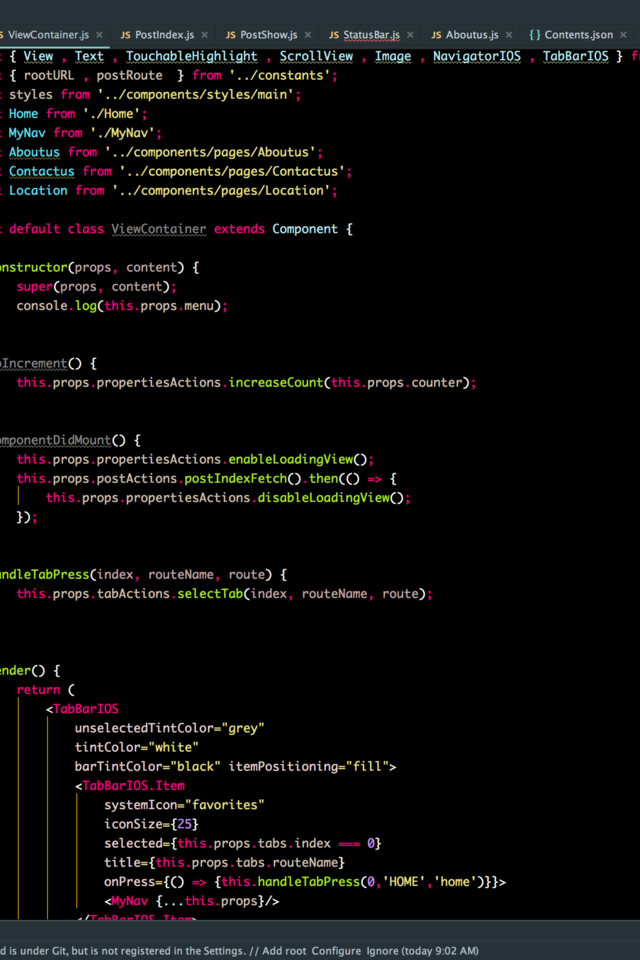 ViewContainer.js × JS PostIndex.js × JS PostShow.js × JS StatusBar.js × JS Aboutus.js × { } Contents.json ×
{ View , Text , TouchableHighlight , ScrollView , Image , NavigatorIOS , TabBarIOS }
{ rootURL , postRoute } from '../constants';
styles from '../components/styles/main';
Home from './Home';
MyNav from './MyNav';
Aboutus from '../components/pages/Aboutus';
Contactus from '../components/pages/Contactus';
Location from '../components/pages/Location';
default class ViewContainer extends Component {
nstructor(props, content) {
super(props, content);
console.log(this.props.menu);
Increment() {
this.props.propertiesActions.increaseCount(this.props.counter);
omponentDidMount() {
this.props.propertiesActions.enableLoadingView();
this.props.postActions.postIndexFetch().then(() => {
this.props.propertiesActions.disableLoadingView();
});
ndleTabPress(index, routeName, route) {
this.props.tabActions.selectTab(index, routeName, route);
ender() {
return (
<TabBarIOS
unselectedTintColor="grey"
tintColor="white"
barTintColor="black" itemPositioning="fill">
<TabBarIOS.Item
systemIcon="favorites"
iconSize={25}
selected={this.props.tabs.index === 0}
title={this.props.tabs.routeName}
onPress={() => {this.handleTabPress(0,'HOME','home')}}>
<MyNav {...this.props}/>
</TabBarIOS.Item>
d is under Git, but is not registered in the Settings. // Add root Configure Ignore (today 9:02 AM)